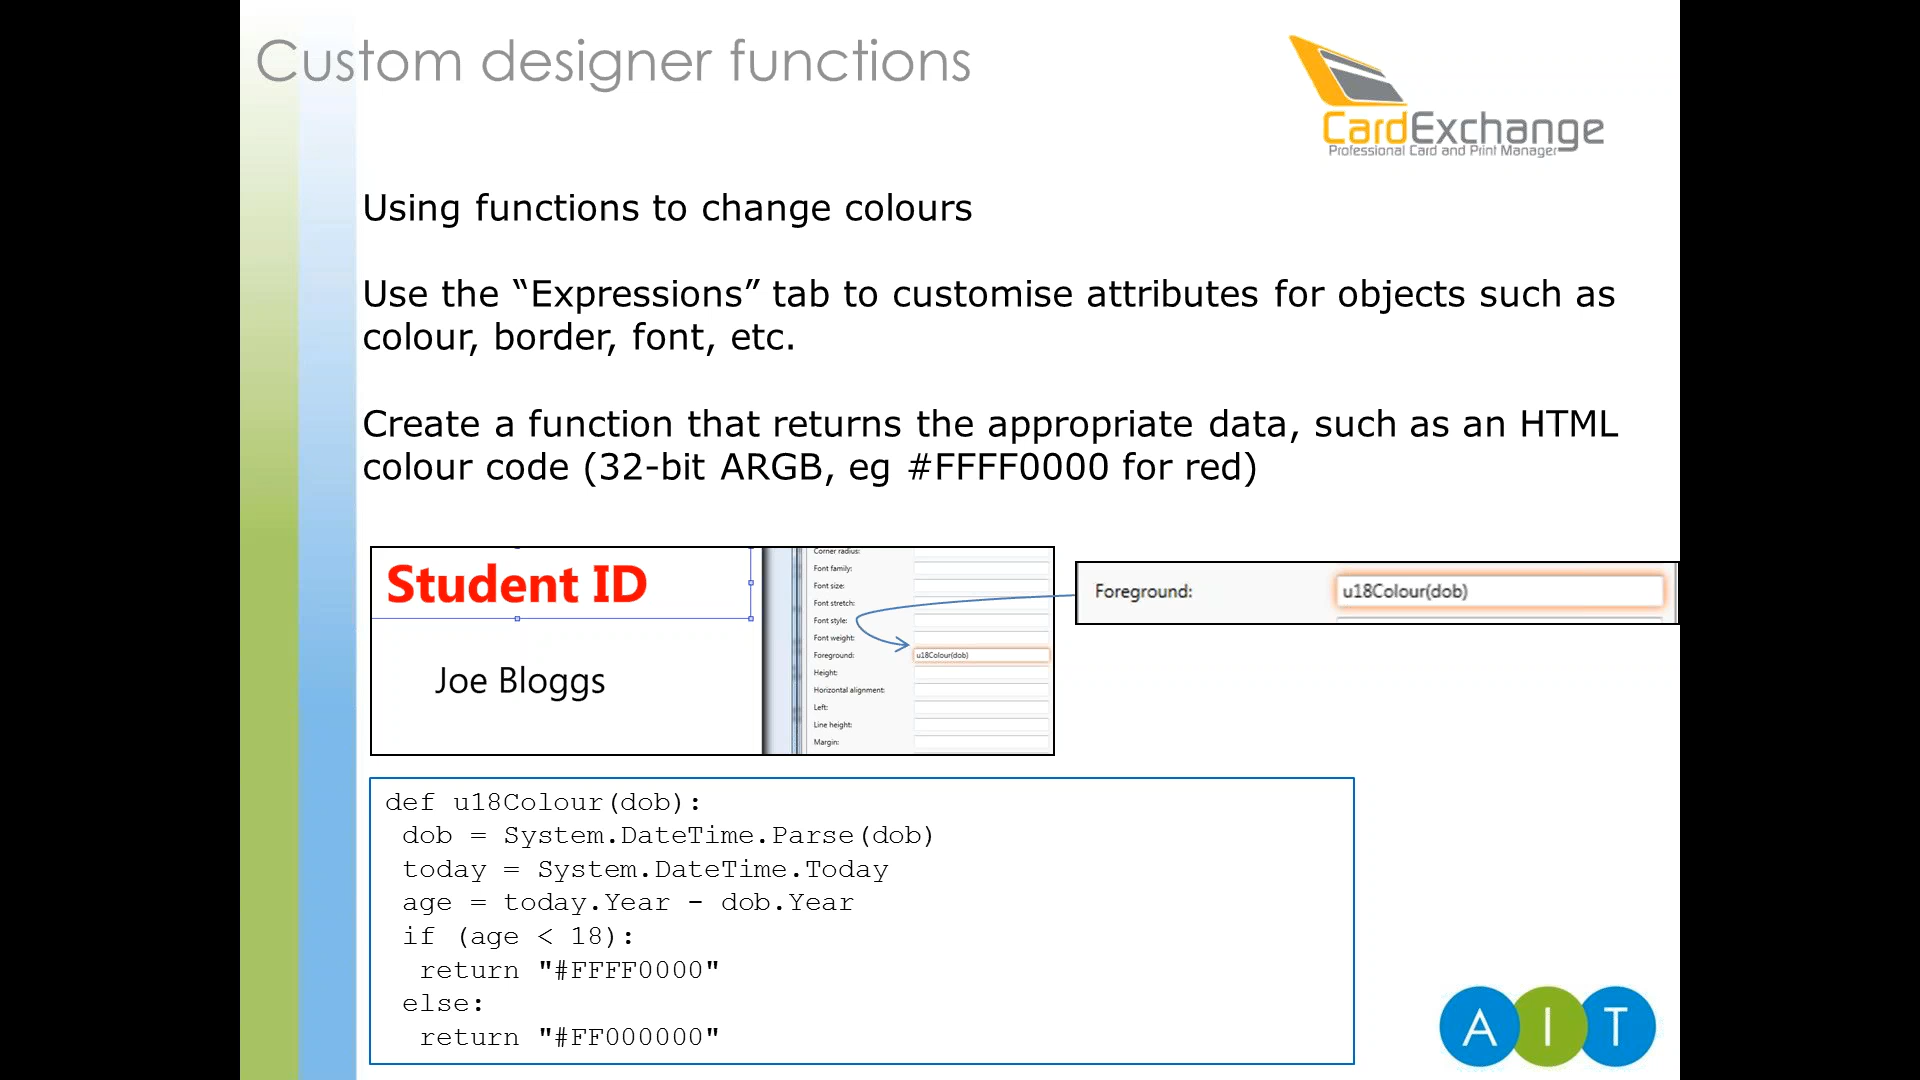 Custom designer functions
CardExchange
Professional Card and Print Manager
Using functions to change colours
Use the “Expressions” tab to customise attributes for objects such as
colour, border, font, etc.
Create a function that returns the appropriate data, such as an HTML
colour code (32-bit ARGB, eg #FFFF0000 for red)
Student ID
Joe Bloggs
Corner radius:
Font family:
Font size:
Font stretch:
Font style:
Font weight:
Foreground: u18Colour(dob)
Height:
Horizontal alignment:
Left:
Line height:
Margin:
Foreground: u18Colour(dob)
def u18Colour(dob):
 dob = System.DateTime.Parse(dob)
 today = System.DateTime.Today
 age = today.Year - dob.Year
 if (age < 18):
  return "#FFFF0000"
 else:
  return "#FF000000"
AIT